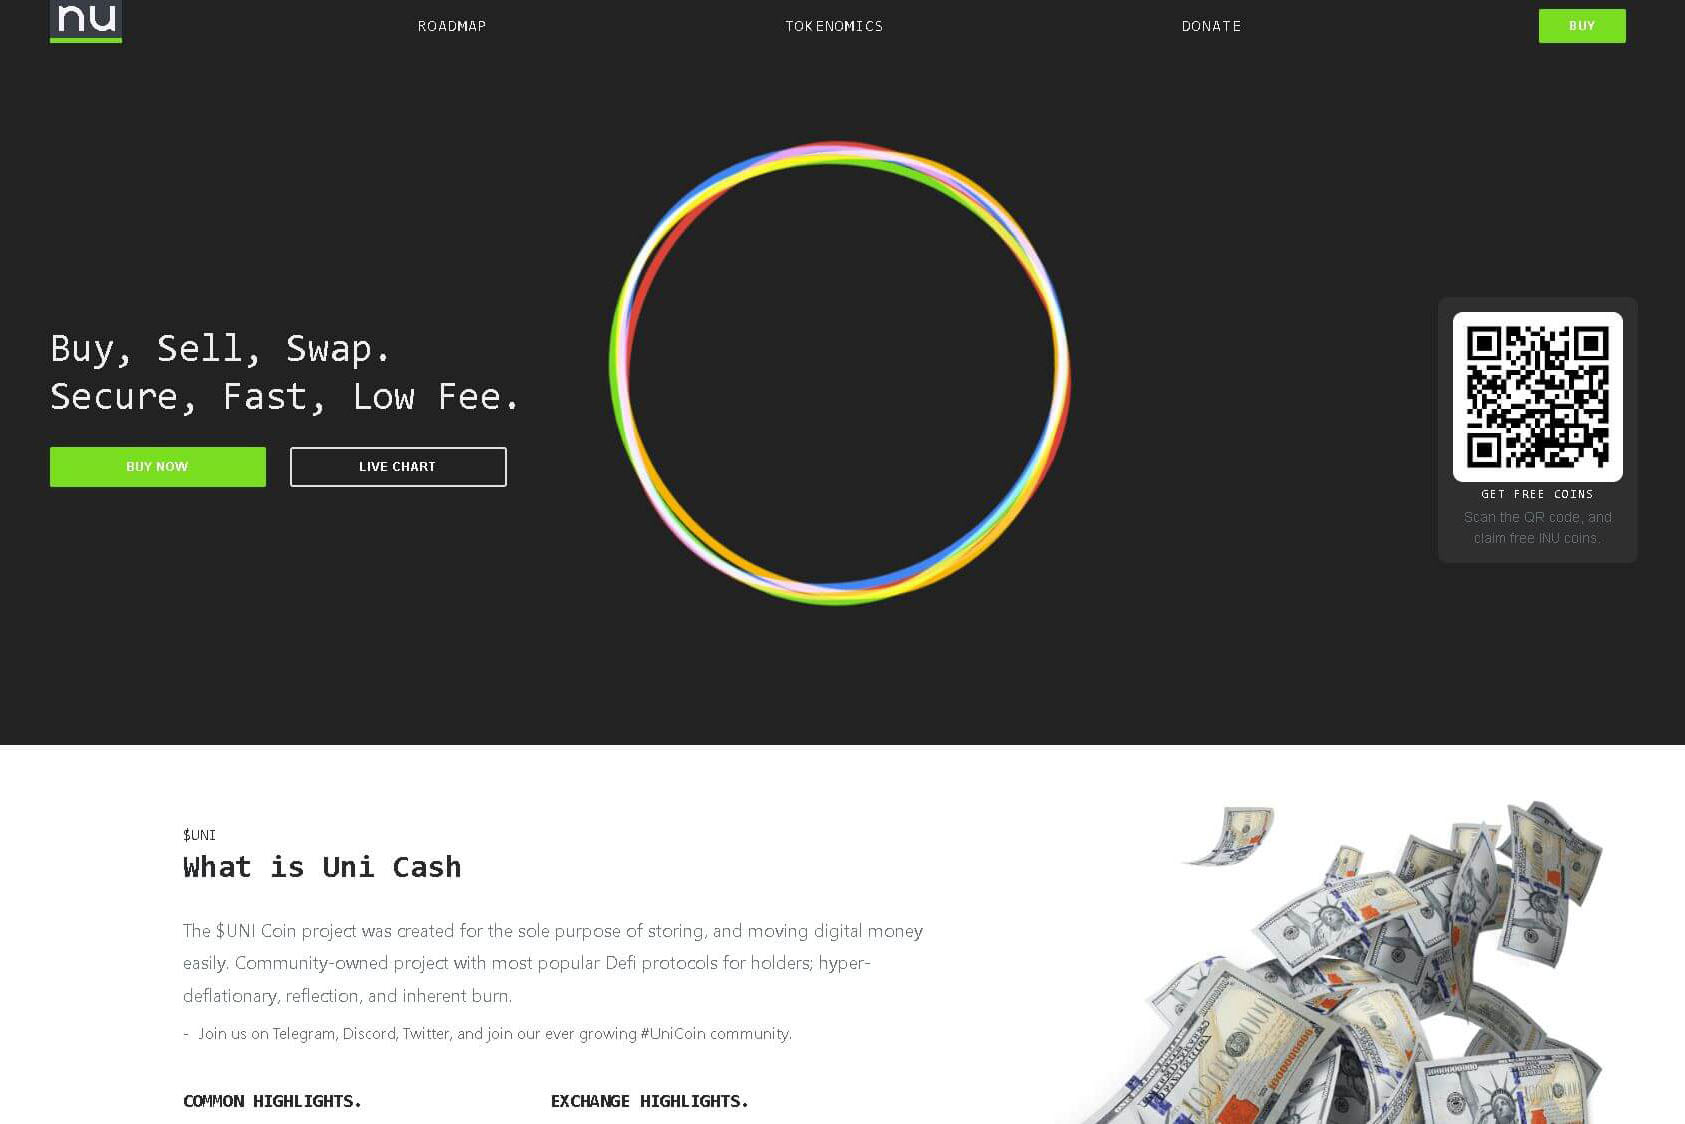 nu
ROADMAP
TOKENOMICS
DONATE
BUY
Buy, Sell, Swap.
Secure, Fast, Low Fee.
BUY NOW
LIVE CHART
GET FREE COINS
Scan the QR code, and
claim free INU coins.
$UNI
What is Uni Cash
The $UNI Coin project was created for the sole purpose of storing, and moving digital money
easily. Community-owned project with most popular Defi protocols for holders; hyper-
deflationary, reflection, and inherent burn.
- Join us on Telegram, Discord, Twitter, and join our ever growing #UniCoin community.
COMMON HIGHLIGHTS.
EXCHANGE HIGHLIGHTS.